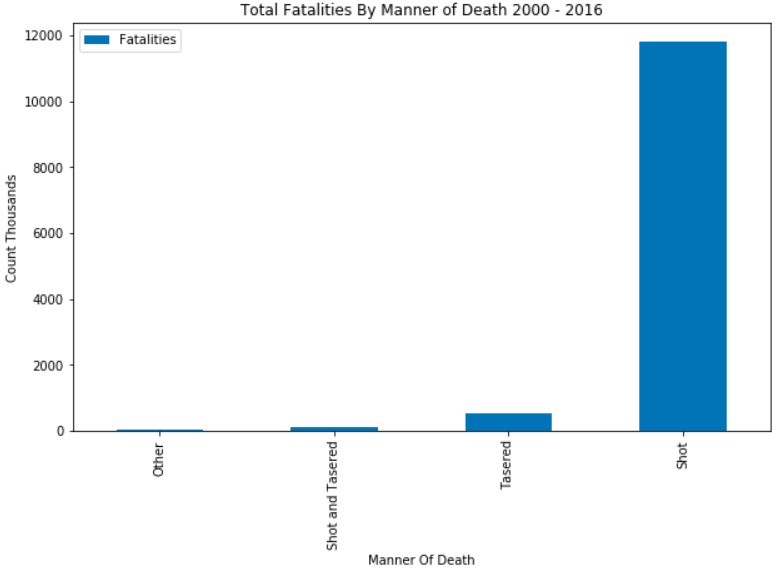 Total Fatalities By Manner of Death 2000 - 2016
Fatalities
12000
10000
8000
6000
4000
2000
0
Count Thousands
Other
Shot and Tasered
Tasered
Shot
Manner Of Death